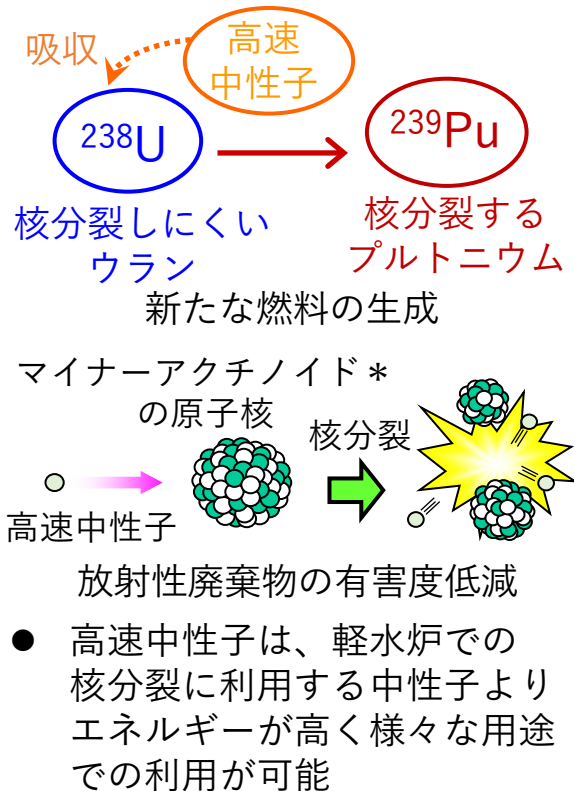 吸収
高速
中性子
238U
239Pu
核分裂しにくい
ウラン
核分裂する
プルトニウム
新たな燃料の生成
マイナーアクチノイド＊
の原子核
核分裂
高速中性子
放射性廃棄物の有害度低減
● 高速中性子は、軽水炉での
核分裂に利用する中性子より
エネルギーが高く様々な用途
での利用が可能